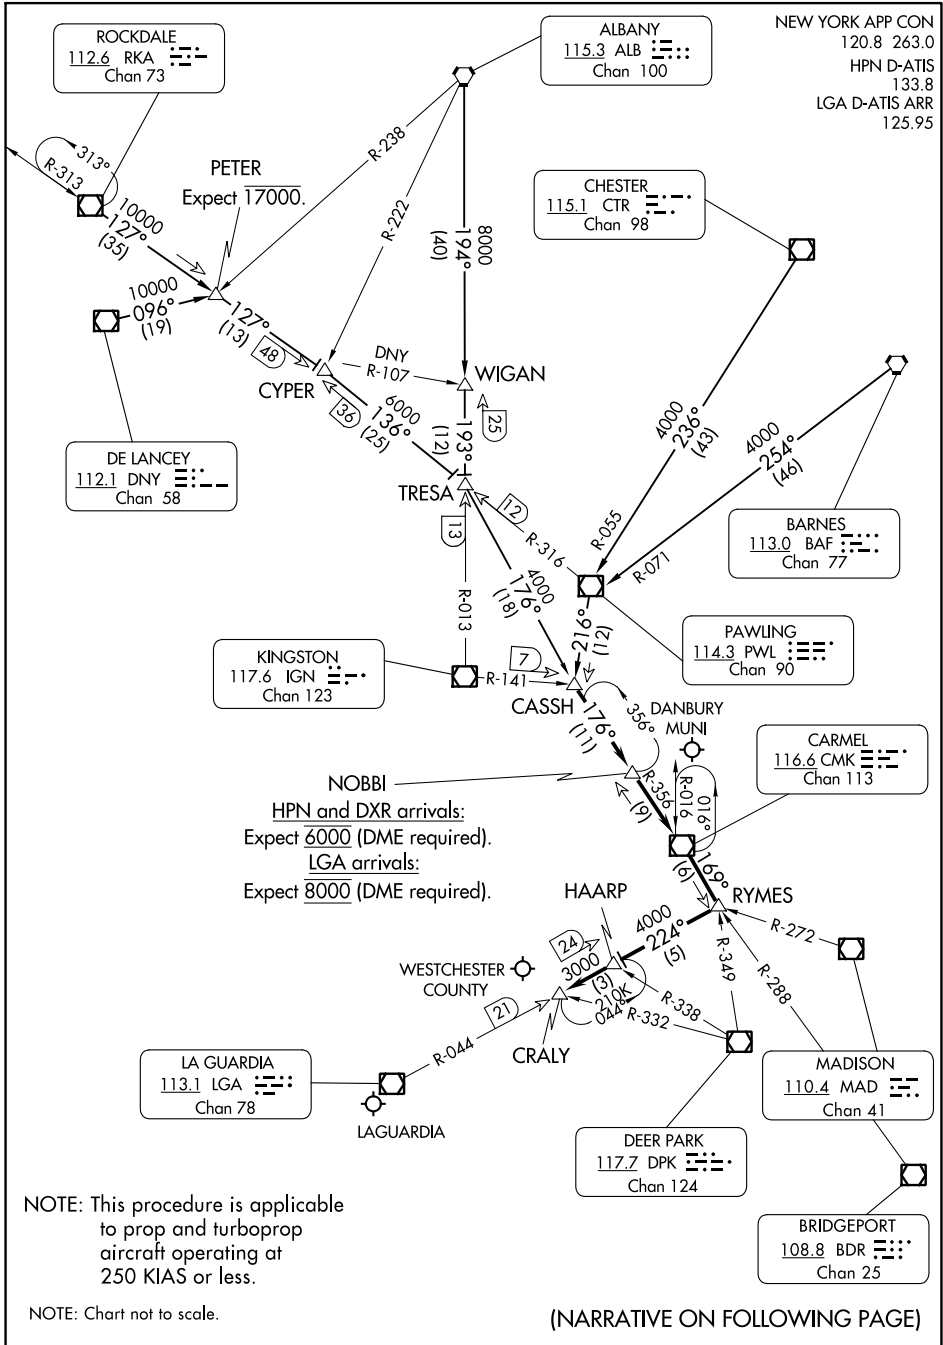 NEW YORK APP CON
120.8 263.0
HPN D-ATIS
133.8
LGA D-ATIS ARR
125.95
ROCKDALE
112.6 RKA
Chan 73
ALBANY
115.3 ALB
Chan 100
R-313
313°
R-238
R-222
PETER
Expect 17000.
10000
127°
(35)
10000
096°
(19)
8000
194°
(40)
CHESTER
115.1 CTR
Chan 98
127°
(13)
48
CYPER
DNY
R-107
WIGAN
36
6000
136°
(25)
193°
(12)
25
4000
236°
(43)
4000
254°
(46)
DE LANCEY
112.1 DNY
Chan 58
TRESA
12
13
R-316
R-055
R-071
BARNES
113.0 BAF
Chan 77
R-013
4000
176°
(18)
216°
(12)
PAWLING
114.3 PWL
Chan 90
KINGSTON
117.6 IGN
Chan 123
R-141
7
CASSH
176°
(11)
356°
DANBURY
MUNI
CARMEL
116.6 CMK
Chan 113
NOBBI
R-356
(9)
R-016
016°
HPN and DXR arrivals:
Expect 6000 (DME required).
LGA arrivals:
Expect 8000 (DME required).
169°
(6)
HAARP
RYMES
4000
224°
(5)
R-272
R-349
R-288
24
3000
(3)
210K
044°
R-338
R-332
WESTCHESTER
COUNTY
21
R-044
CRALY
LA GUARDIA
113.1 LGA
Chan 78
LAGUARDIA
MADISON
110.4 MAD
Chan 41
DEER PARK
117.7 DPK
Chan 124
BRIDGEPORT
108.8 BDR
Chan 25
NOTE: This procedure is applicable
to prop and turboprop
aircraft operating at
250 KIAS or less.
NOTE: Chart not to scale.
(NARRATIVE ON FOLLOWING PAGE)